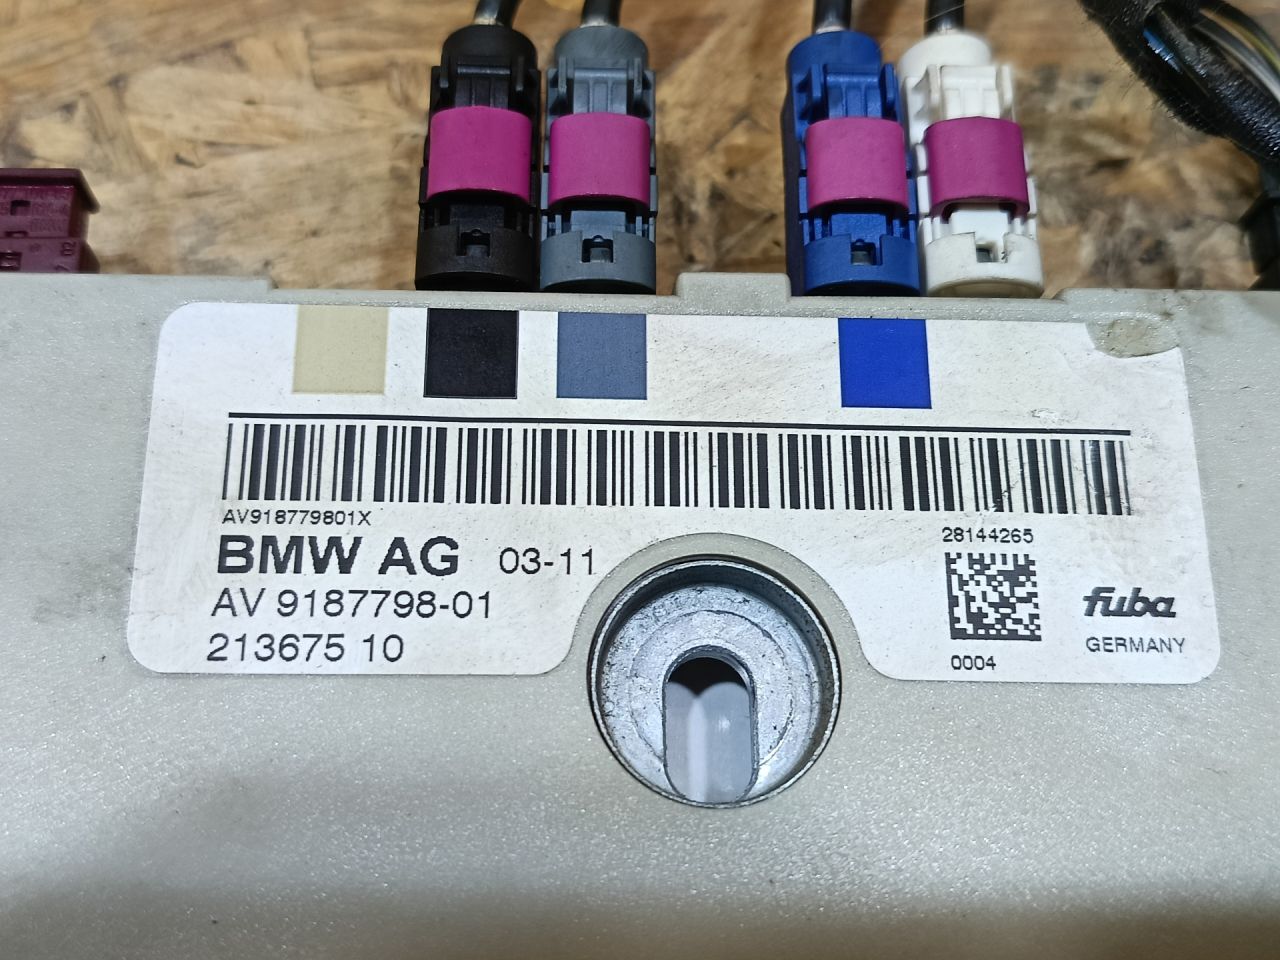 AV918779801X
BMW AG 03-11
AV 9187798-01
213675 10
28144265
0004
fuba
GERMANY